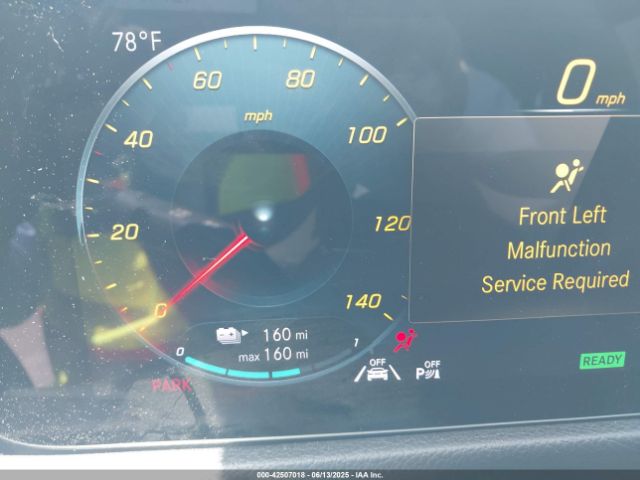 78°F
0 mph
60
80
mph
40
100
20
120
Front Left
Malfunction
Service Required
0
140
160 mi
max 160 mi
0
1
OFF
P OFF
READY
PARK
000-42507018 - 06/13/2025 - IAA Inc.